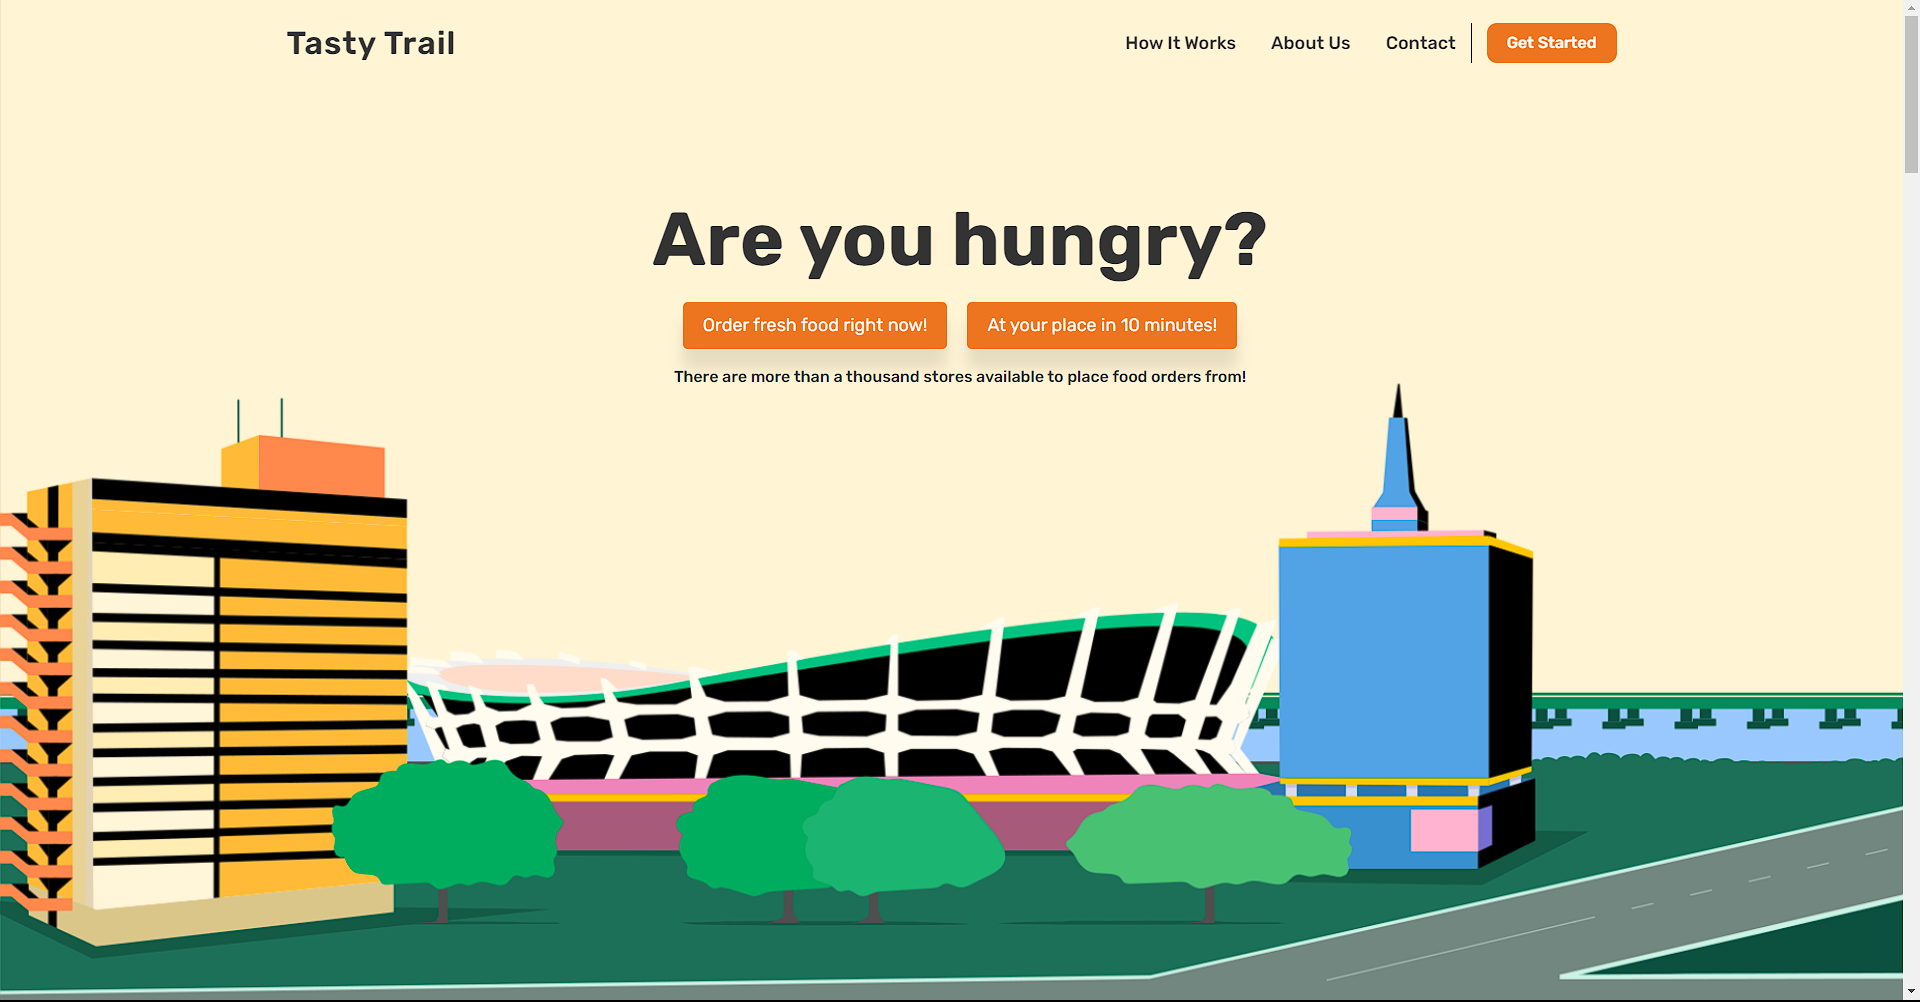 Tasty Trail
How It Works About Us Contact Get Started
Are you hungry?
Order fresh food right now! At your place in 10 minutes!
There are more than a thousand stores available to place food orders from!